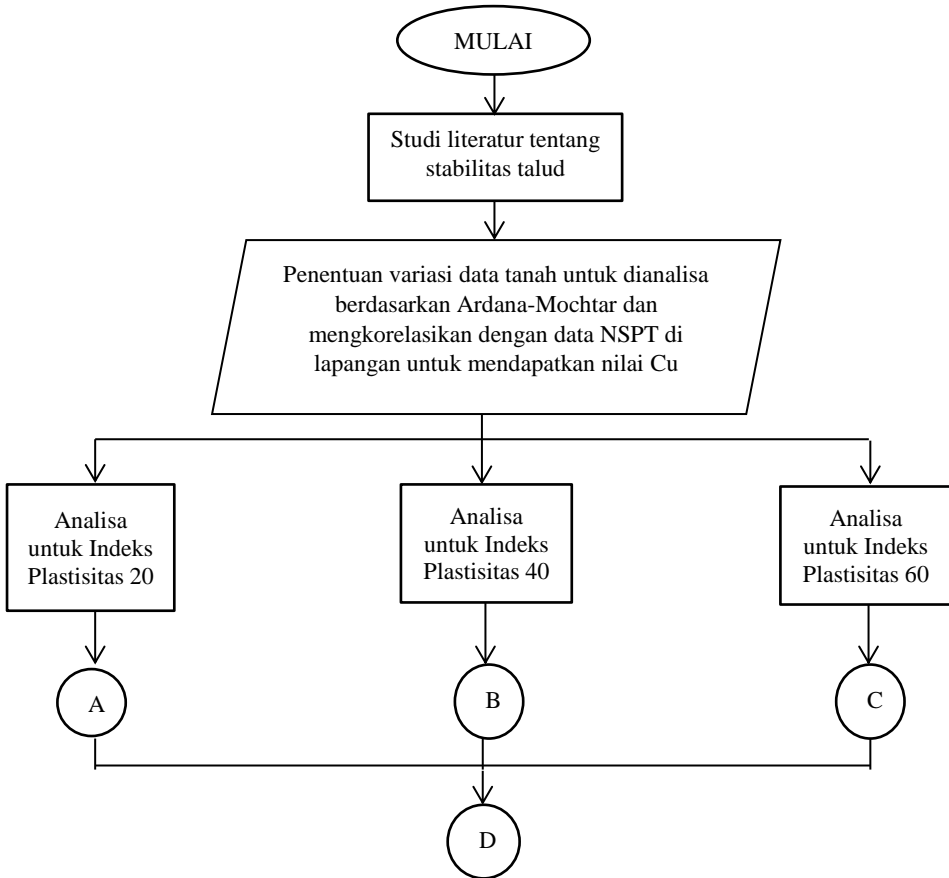 MULAI
Studi literatur tentang
stabilitas talud
Penentuan variasi data tanah untuk dianalisa
berdasarkan Ardana-Mochtar dan
mengkorelasikan dengan data NSPT di
lapangan untuk mendapatkan nilai Cu
Analisa
untuk Indeks
Plastisitas 20
Analisa
untuk Indeks
Plastisitas 40
Analisa
untuk Indeks
Plastisitas 60
A
B
C
D